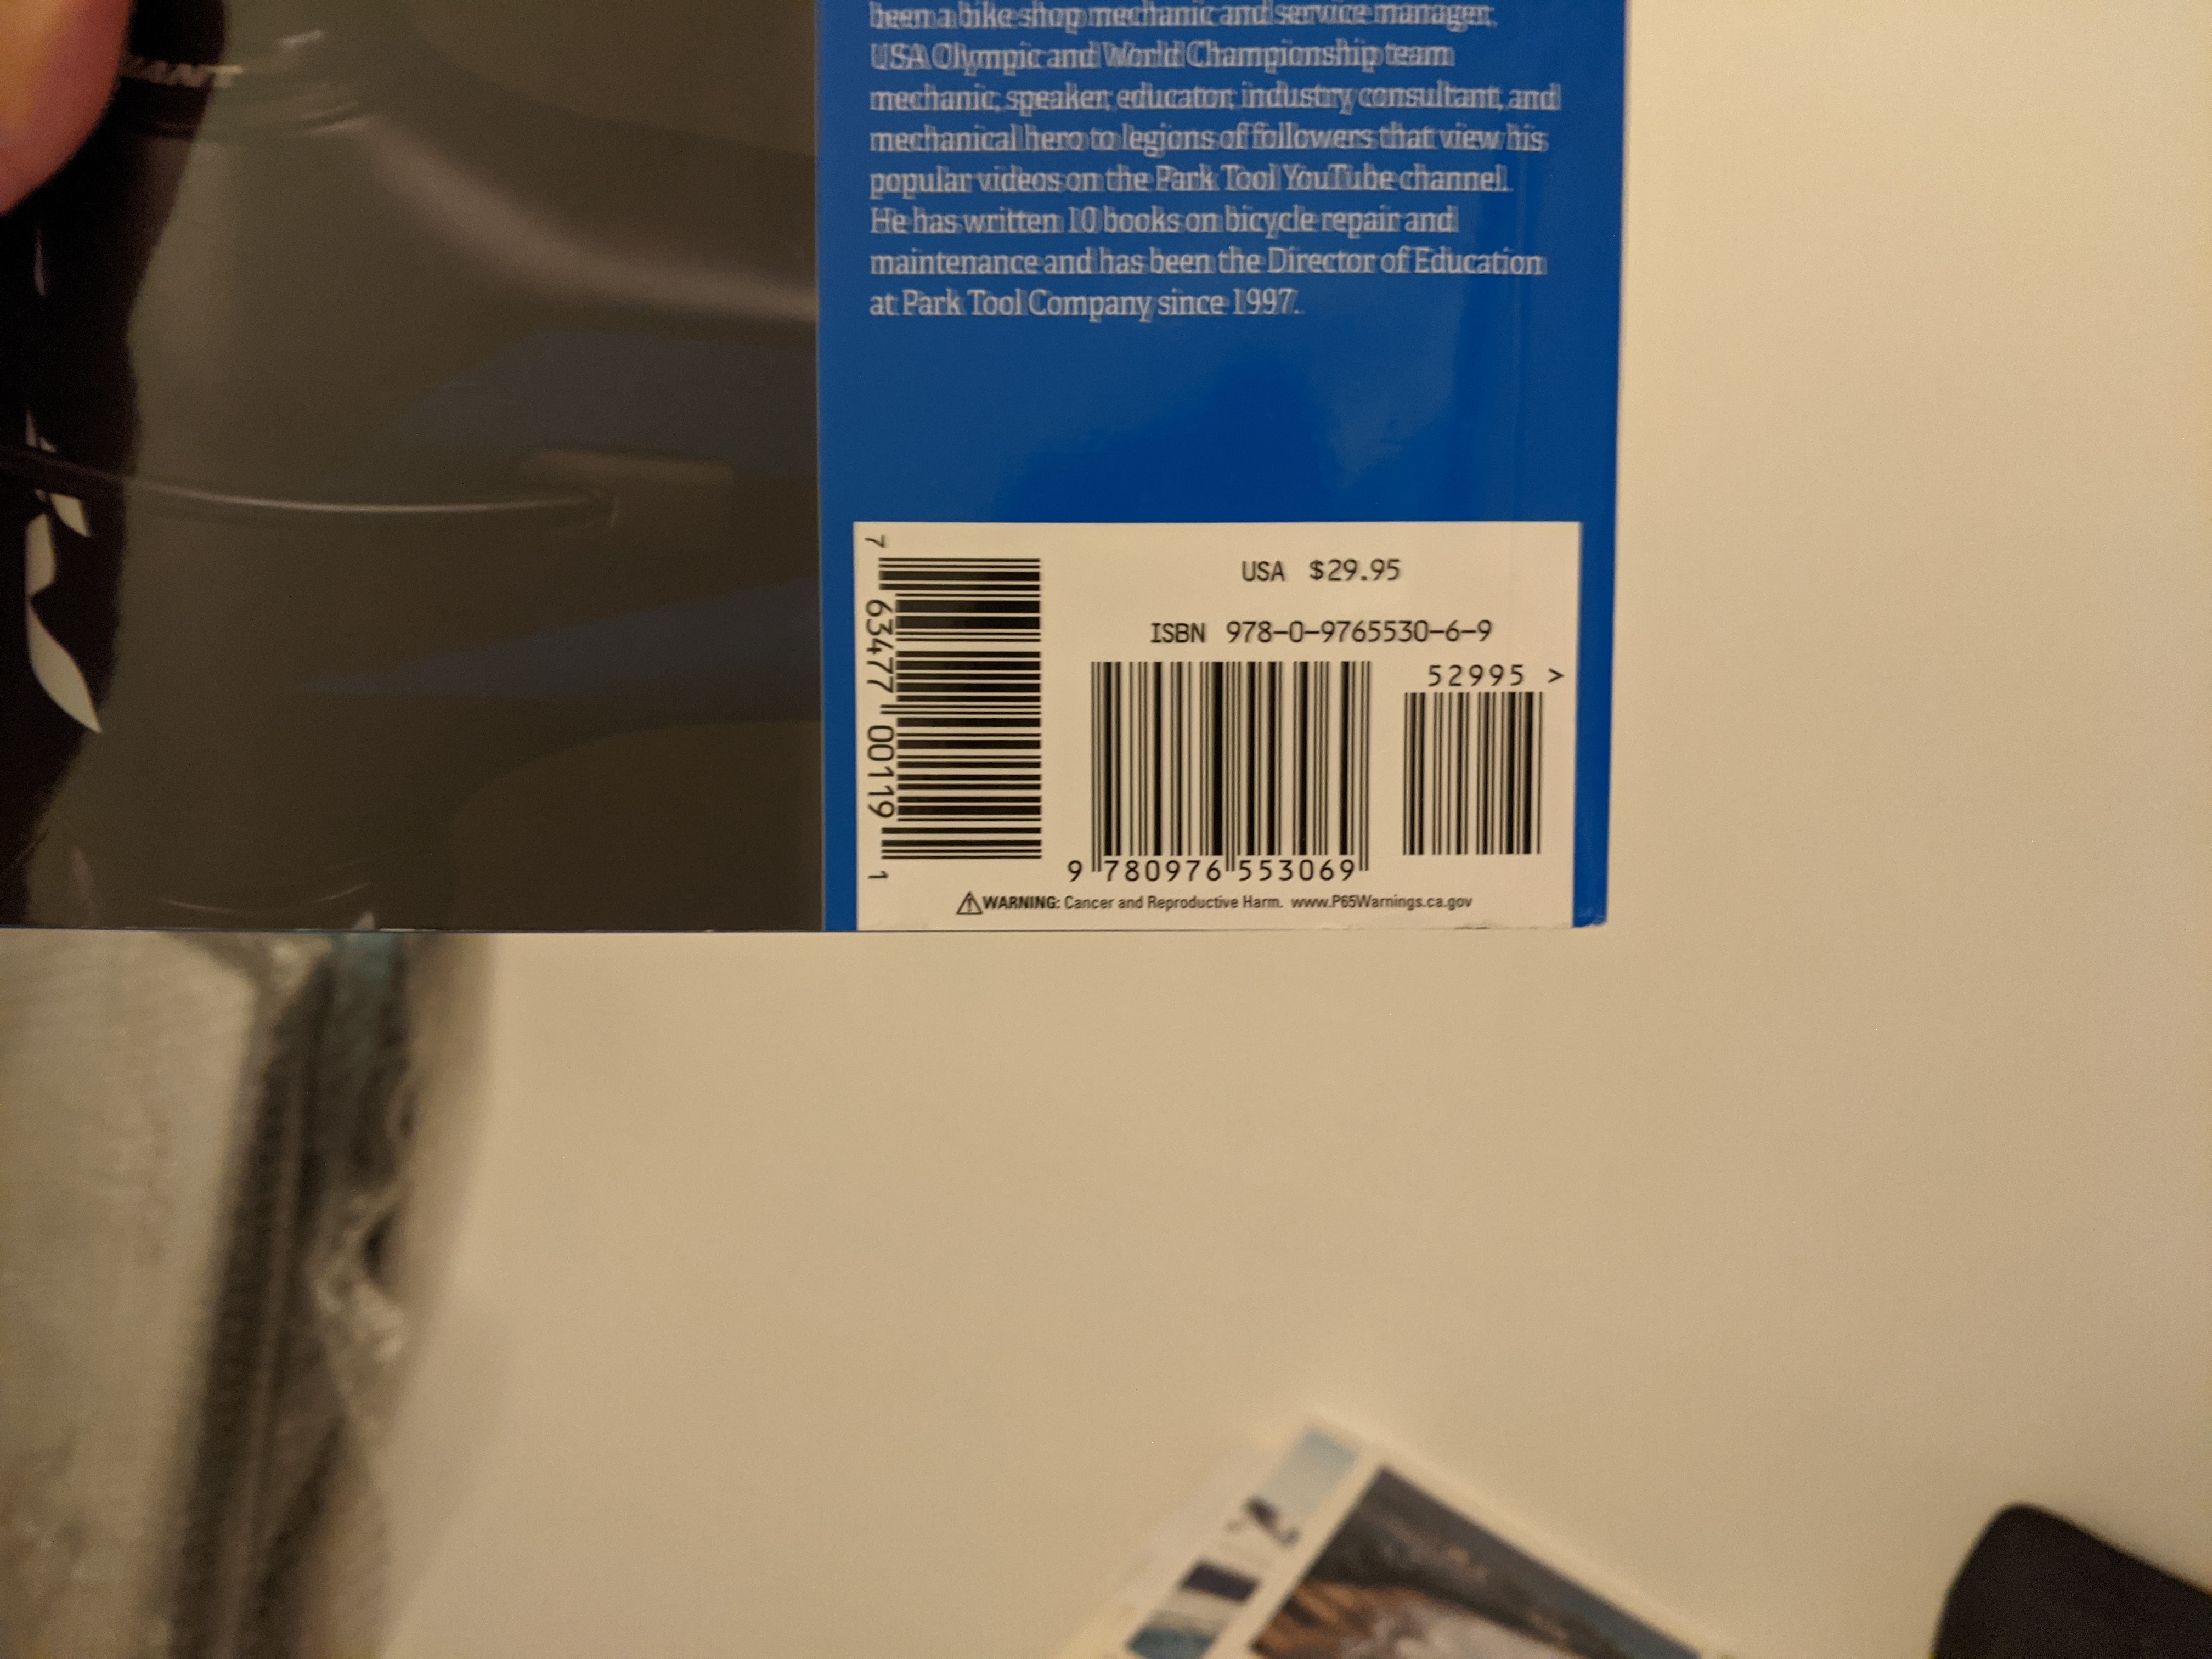 been a bike shop mechanic and service manager,
USA Olympic and World Championship team
mechanic, speaker, educator, industry consultant, and
mechanical hero to legions of followers that view his
popular videos on the Park Tool YouTube channel.
He has written 10 books on bicycle repair and
maintenance and has been the Director of Education
at Park Tool Company since 1997.
7 63477 00119 1
USA $29.95
ISBN 978-0-9765530-6-9
52995 >
9 780976 553069
WARNING: Cancer and Reproductive Harm. www.P65Warnings.ca.gov